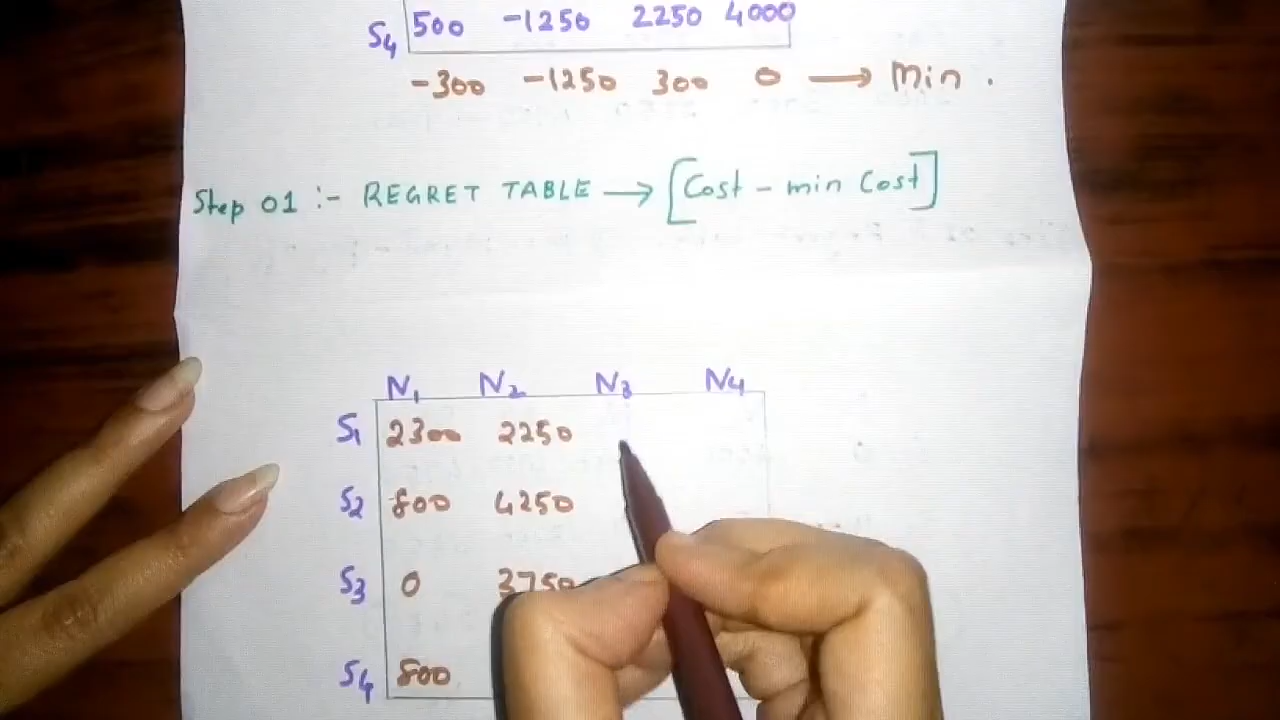 S4 500 -1250 2250 4000
-300 -1250 300 0 → Min .
Step 01 :- REGRET TABLE → [Cost - min Cost]
N1 N2 N3 N4
S1 2300 2250
S2 800 4250
S3 0 3750
S4 800